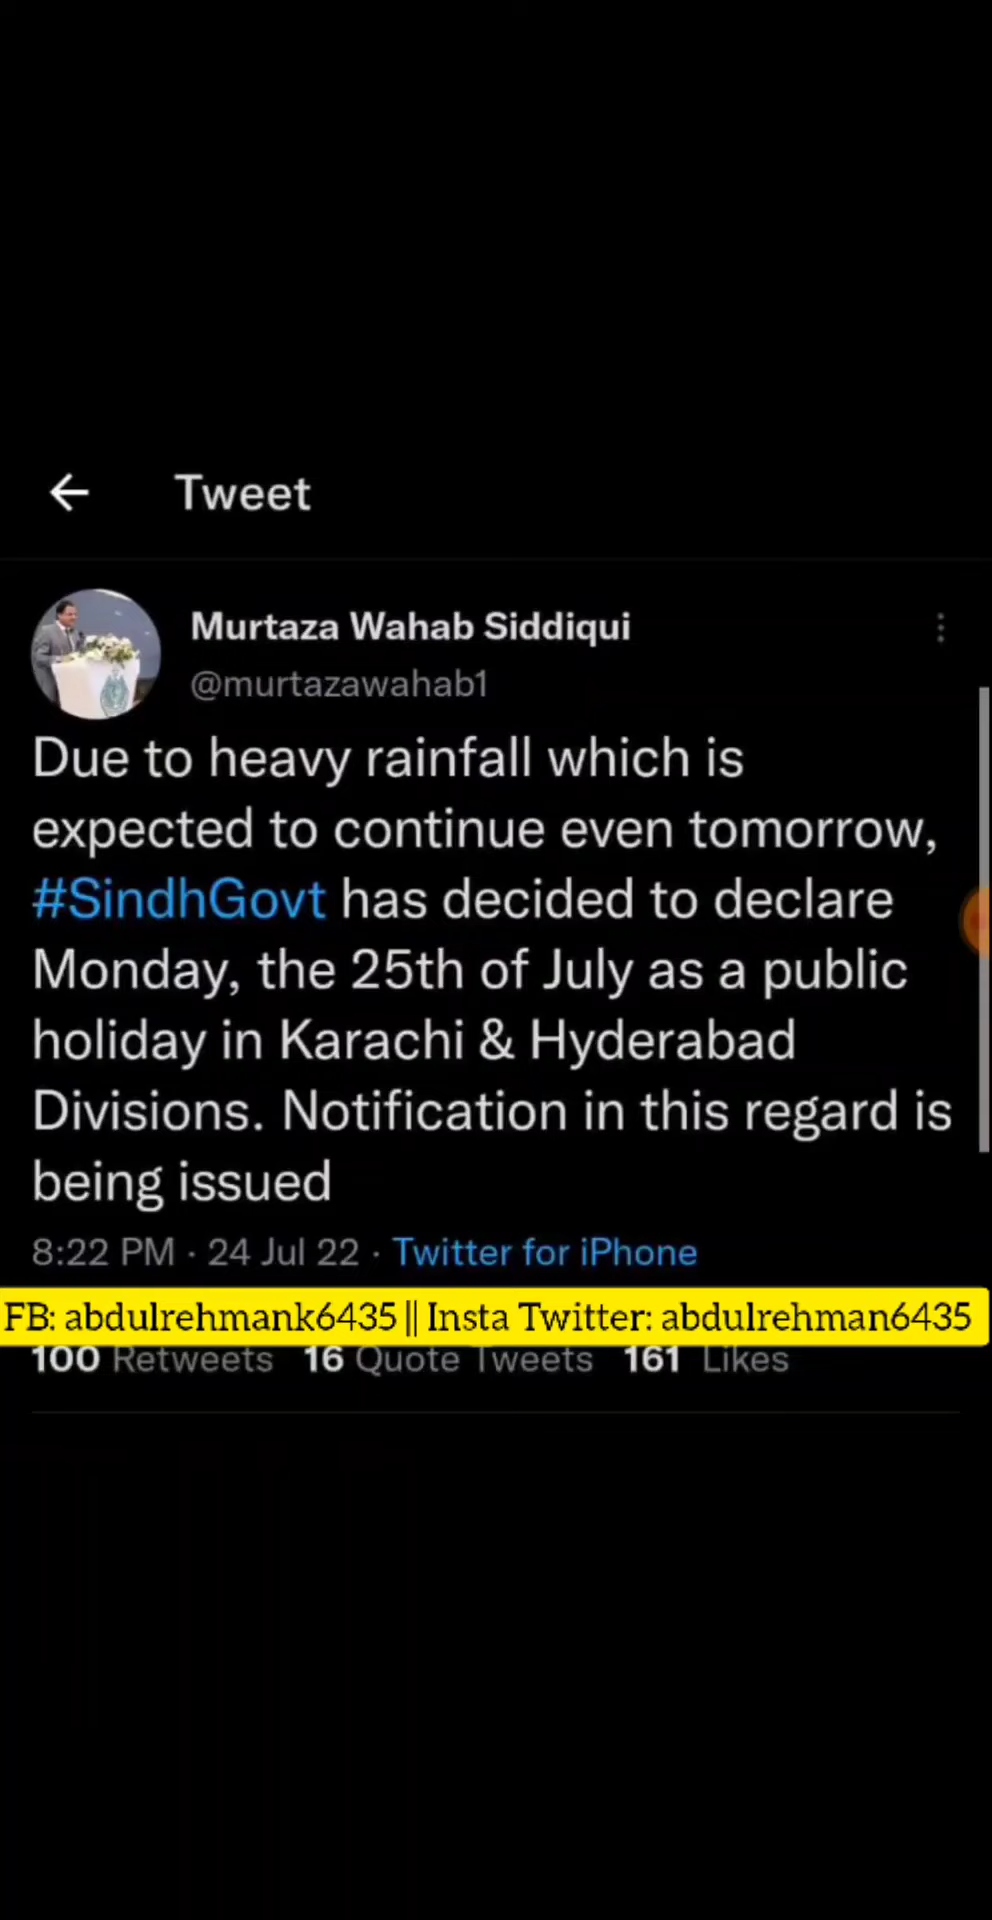 Tweet
Murtaza Wahab Siddiqui
@murtazawahab1
Due to heavy rainfall which is
expected to continue even tomorrow,
#SindhGovt has decided to declare
Monday, the 25th of July as a public
holiday in Karachi & Hyderabad
Divisions. Notification in this regard is
being issued
8:22 PM · 24 Jul 22 · Twitter for iPhone
FB: abdulrehmank6435 || Insta Twitter: abdulrehman6435
100 Retweets 16 Quote Tweets 161 Likes